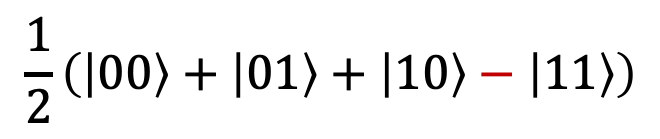 1/2 (|00⟩ + |01⟩ + |10⟩ − |11⟩)